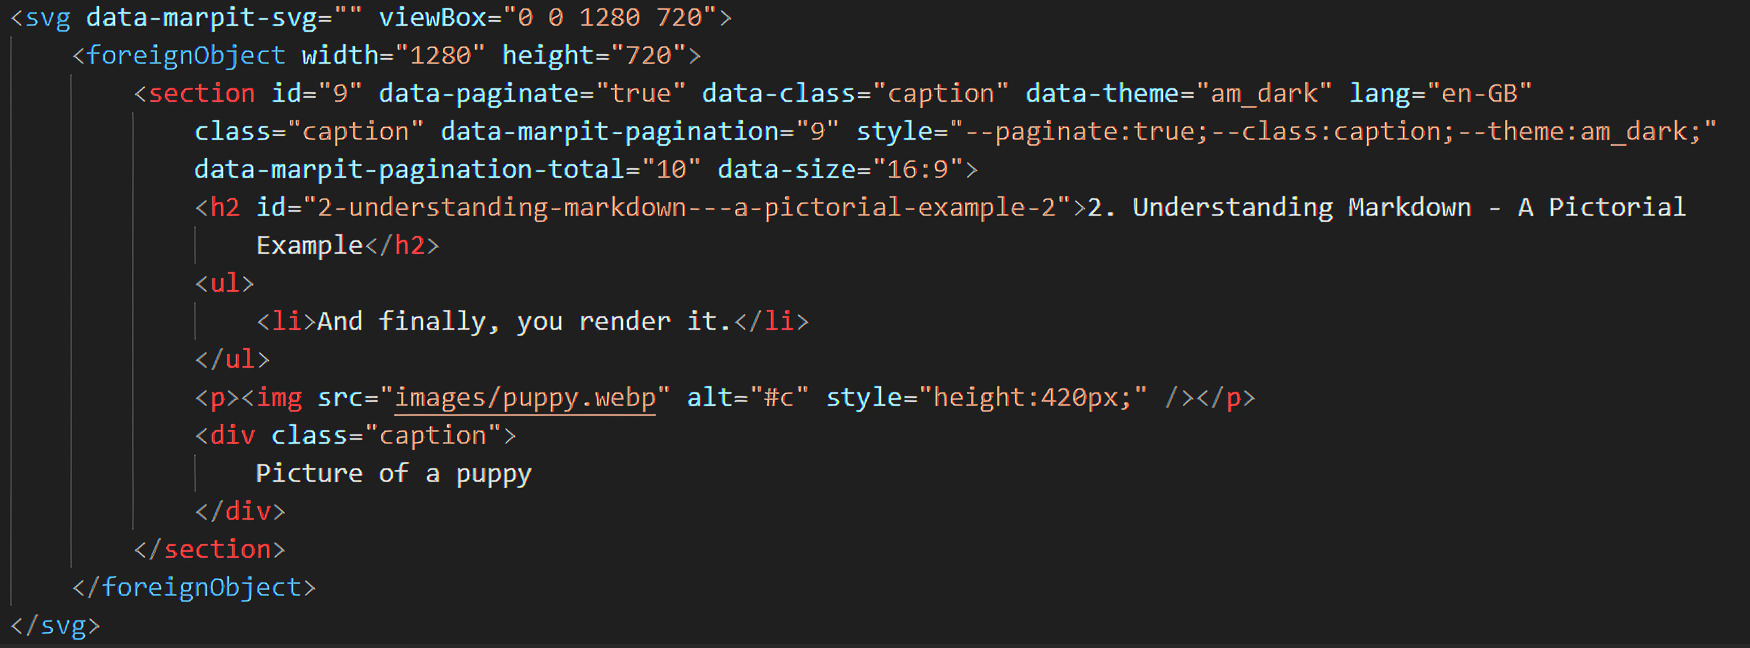 <svg data-marpit-svg="" viewBox="0 0 1280 720">
<foreignObject width="1280" height="720">
<section id="9" data-paginate="true" data-class="caption" data-theme="am_dark" lang="en-GB"
class="caption" data-marpit-pagination="9" style="--paginate:true;--class:caption;--theme:am_dark;"
data-marpit-pagination-total="10" data-size="16:9">
<h2 id="2-understanding-markdown---a-pictorial-example-2">2. Understanding Markdown - A Pictorial
Example</h2>
<ul>
<li>And finally, you render it.</li>
</ul>
<p><img src="images/puppy.webp" alt="#c" style="height:420px;" /></p>
<div class="caption">
Picture of a puppy
</div>
</section>
</foreignObject>
</svg>